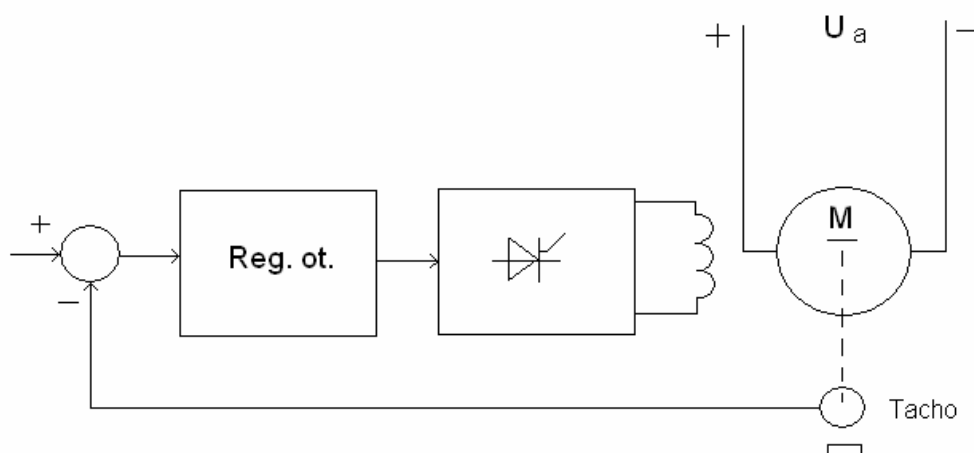 + U a −
M
+
Reg. ot.
−
Tacho